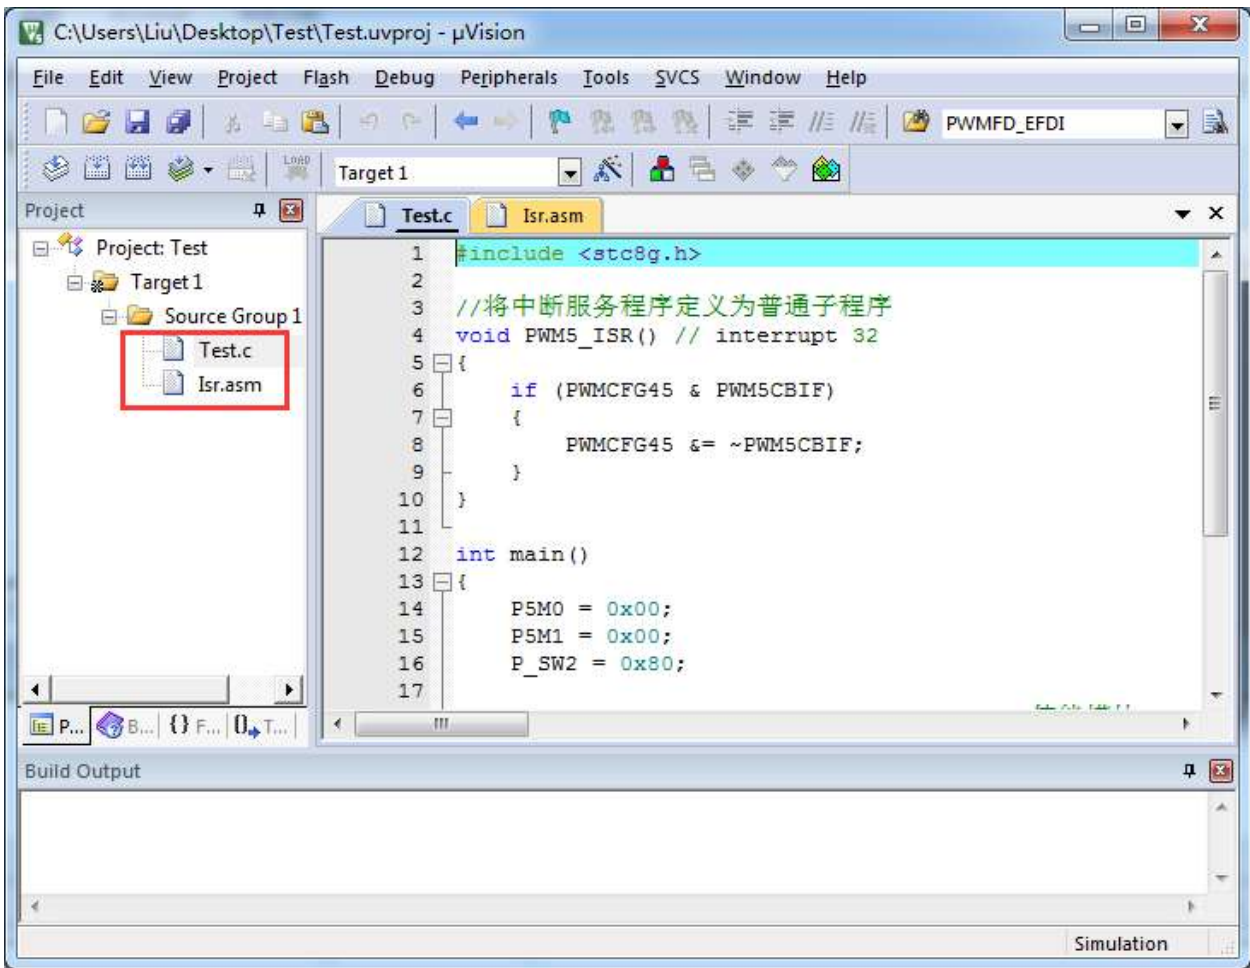 C:\Users\Liu\Desktop\Test\Test.uvproj - µVision
File Edit View Project Flash Debug Peripherals Tools SVCS Window Help
PWMFD_EFDI
LOAD
Target 1
Project
Test.c Isr.asm
Project: Test
Target 1
Source Group 1
Test.c
Isr.asm
1 #include <stc8g.h>
2
3 //将中断服务程序定义为普通子程序
4 void PWM5_ISR() // interrupt 32
5 {
6 if (PWMCFG45 & PWM5CBIF)
7 {
8 PWMCFG45 &= ~PWM5CBIF;
9 }
10 }
11
12 int main()
13 {
14 P5M0 = 0x00;
15 P5M1 = 0x00;
16 P_SW2 = 0x80;
17
P... B... {} F... 0 T...
Build Output
Simulation